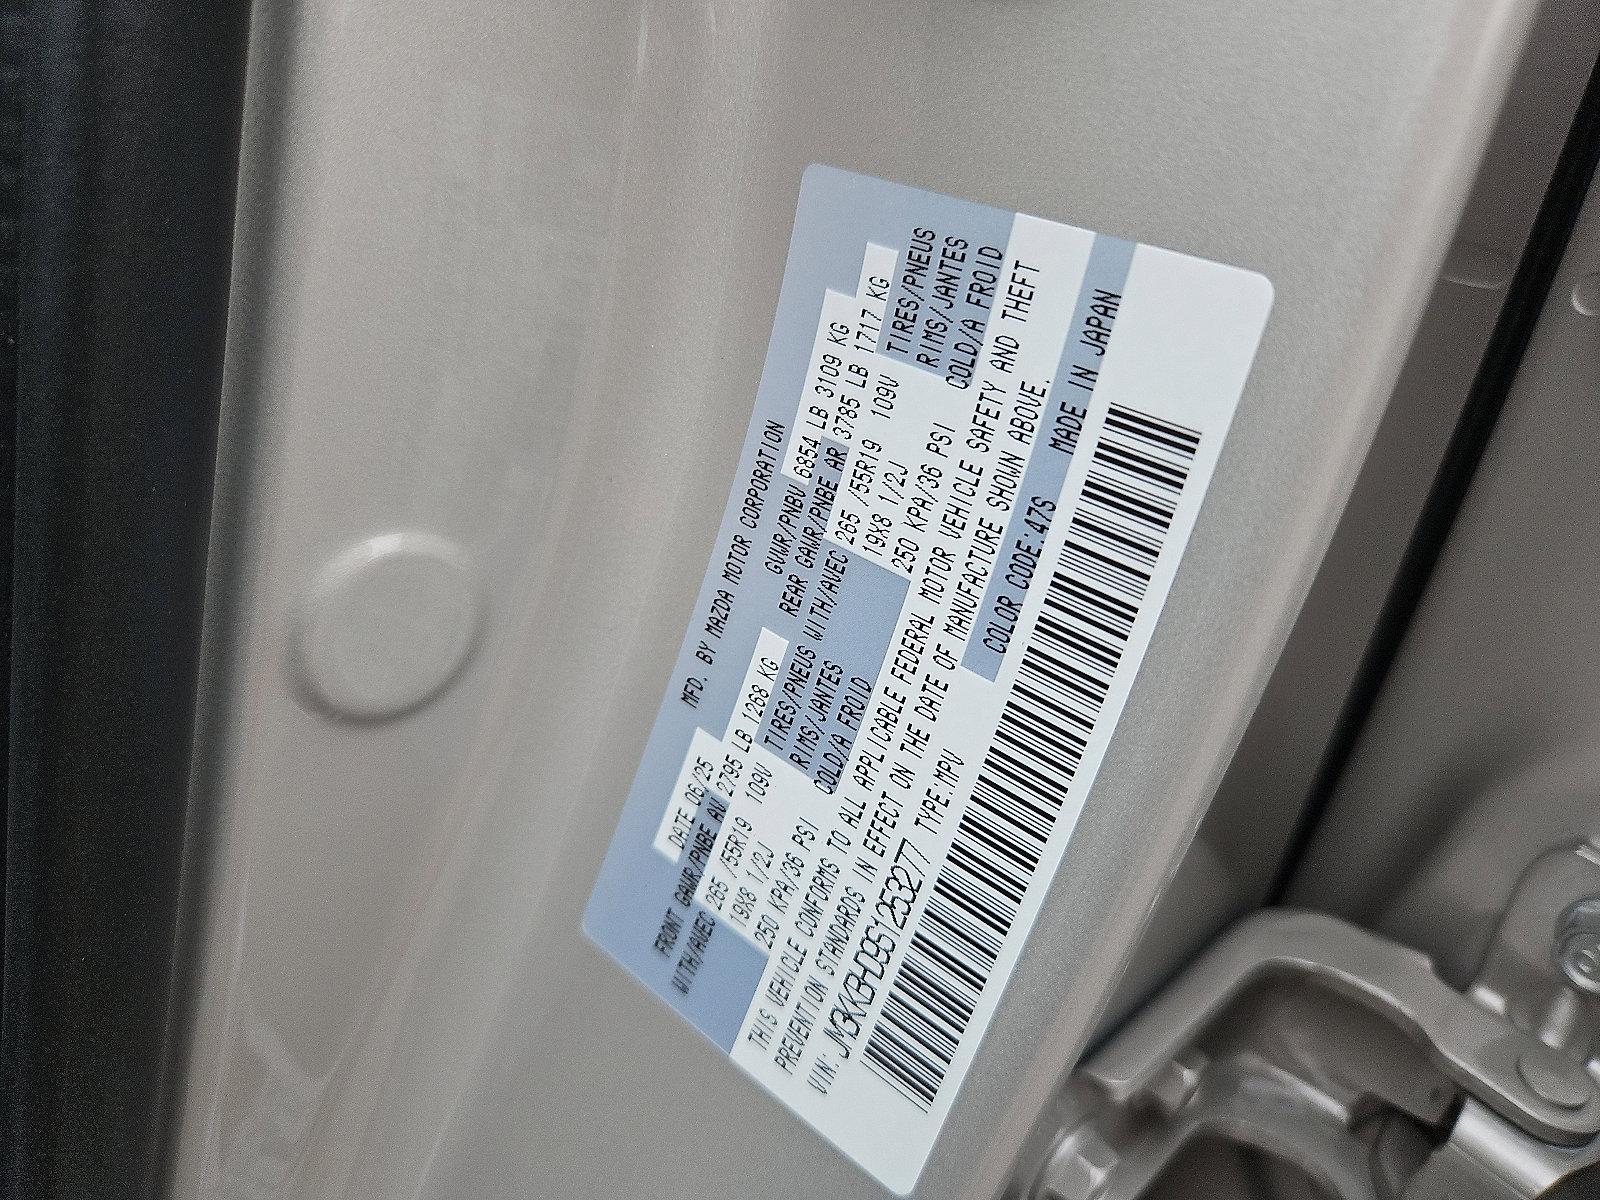 MFD. BY MAZDA MOTOR CORPORATION
DATE 06/25 GVWR/PNBV 6854 LB 3109 KG
FRONT GAWR/PNBE AV 2795 LB 1268 KG REAR GAWR/PNBE AR 3785 LB 1717 KG
WITH/AVEC 265 /55R19 109V TIRES/PNEUS WITH/AVEC 265 /55R19 109V TIRES/PNEUS
19X8 1/2J RIMS/JANTES 19X8 1/2J RIMS/JANTES
250 KPA/36 PSI COLD/A FROID 250 KPA/36 PSI COLD/A FROID
THIS VEHICLE CONFORMS TO ALL APPLICABLE FEDERAL MOTOR VEHICLE SAFETY AND THEFT
PREVENTION STANDARDS IN EFFECT ON THE DATE OF MANUFACTURE SHOWN ABOVE.
VIN: JM3KKBHD9S1253277 TYPE:MPV COLOR CODE:47S MADE IN JAPAN